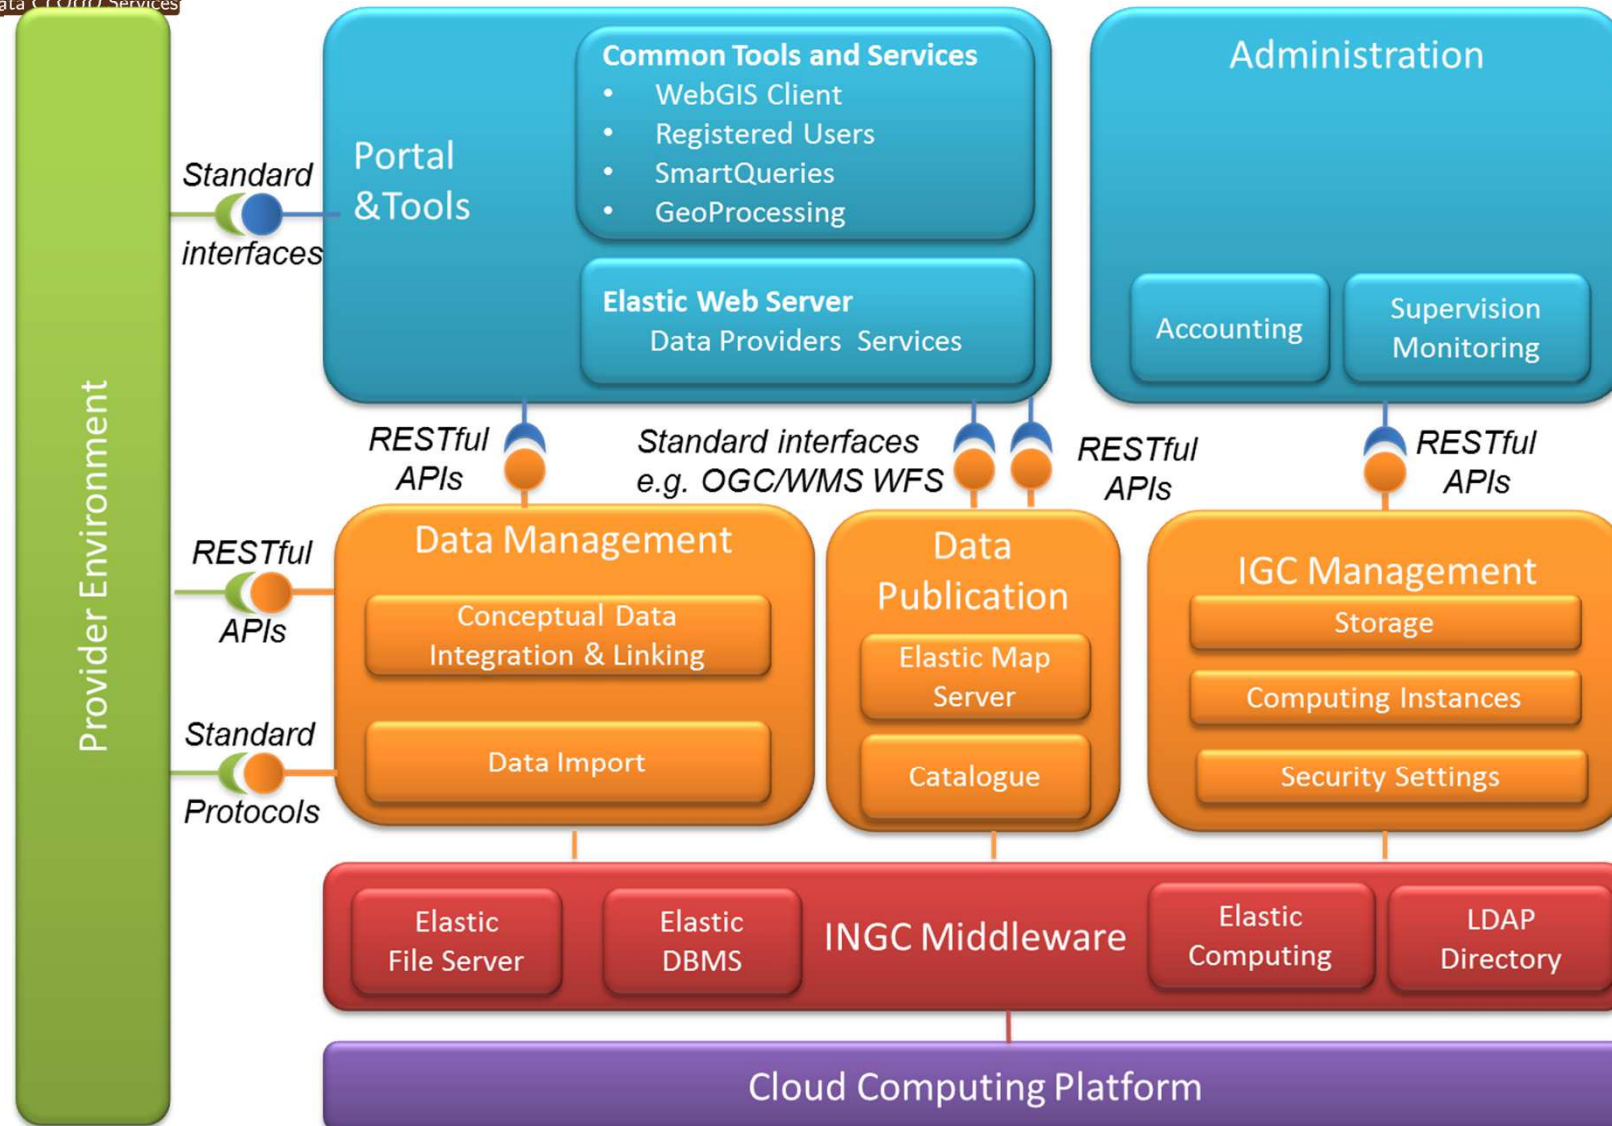 ata CLOUD Services
Provider Environment
Standard
interfaces
RESTful
APIs
Standard
Protocols
Portal
&Tools
Common Tools and Services
• WebGIS Client
• Registered Users
• SmartQueries
• GeoProcessing
Elastic Web Server
Data Providers Services
Administration
Accounting
Supervision
Monitoring
RESTful
APIs
Standard interfaces
e.g. OGC/WMS WFS
RESTful
APIs
RESTful
APIs
Data Management
Conceptual Data
Integration & Linking
Data Import
Data
Publication
Elastic Map
Server
Catalogue
IGC Management
Storage
Computing Instances
Security Settings
Elastic
File Server
Elastic
DBMS
INGC Middleware
Elastic
Computing
LDAP
Directory
Cloud Computing Platform